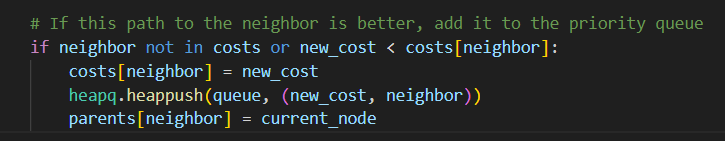 # If this path to the neighbor is better, add it to the priority queue
if neighbor not in costs or new_cost < costs[neighbor]:
    costs[neighbor] = new_cost
    heapq.heappush(queue, (new_cost, neighbor))
    parents[neighbor] = current_node